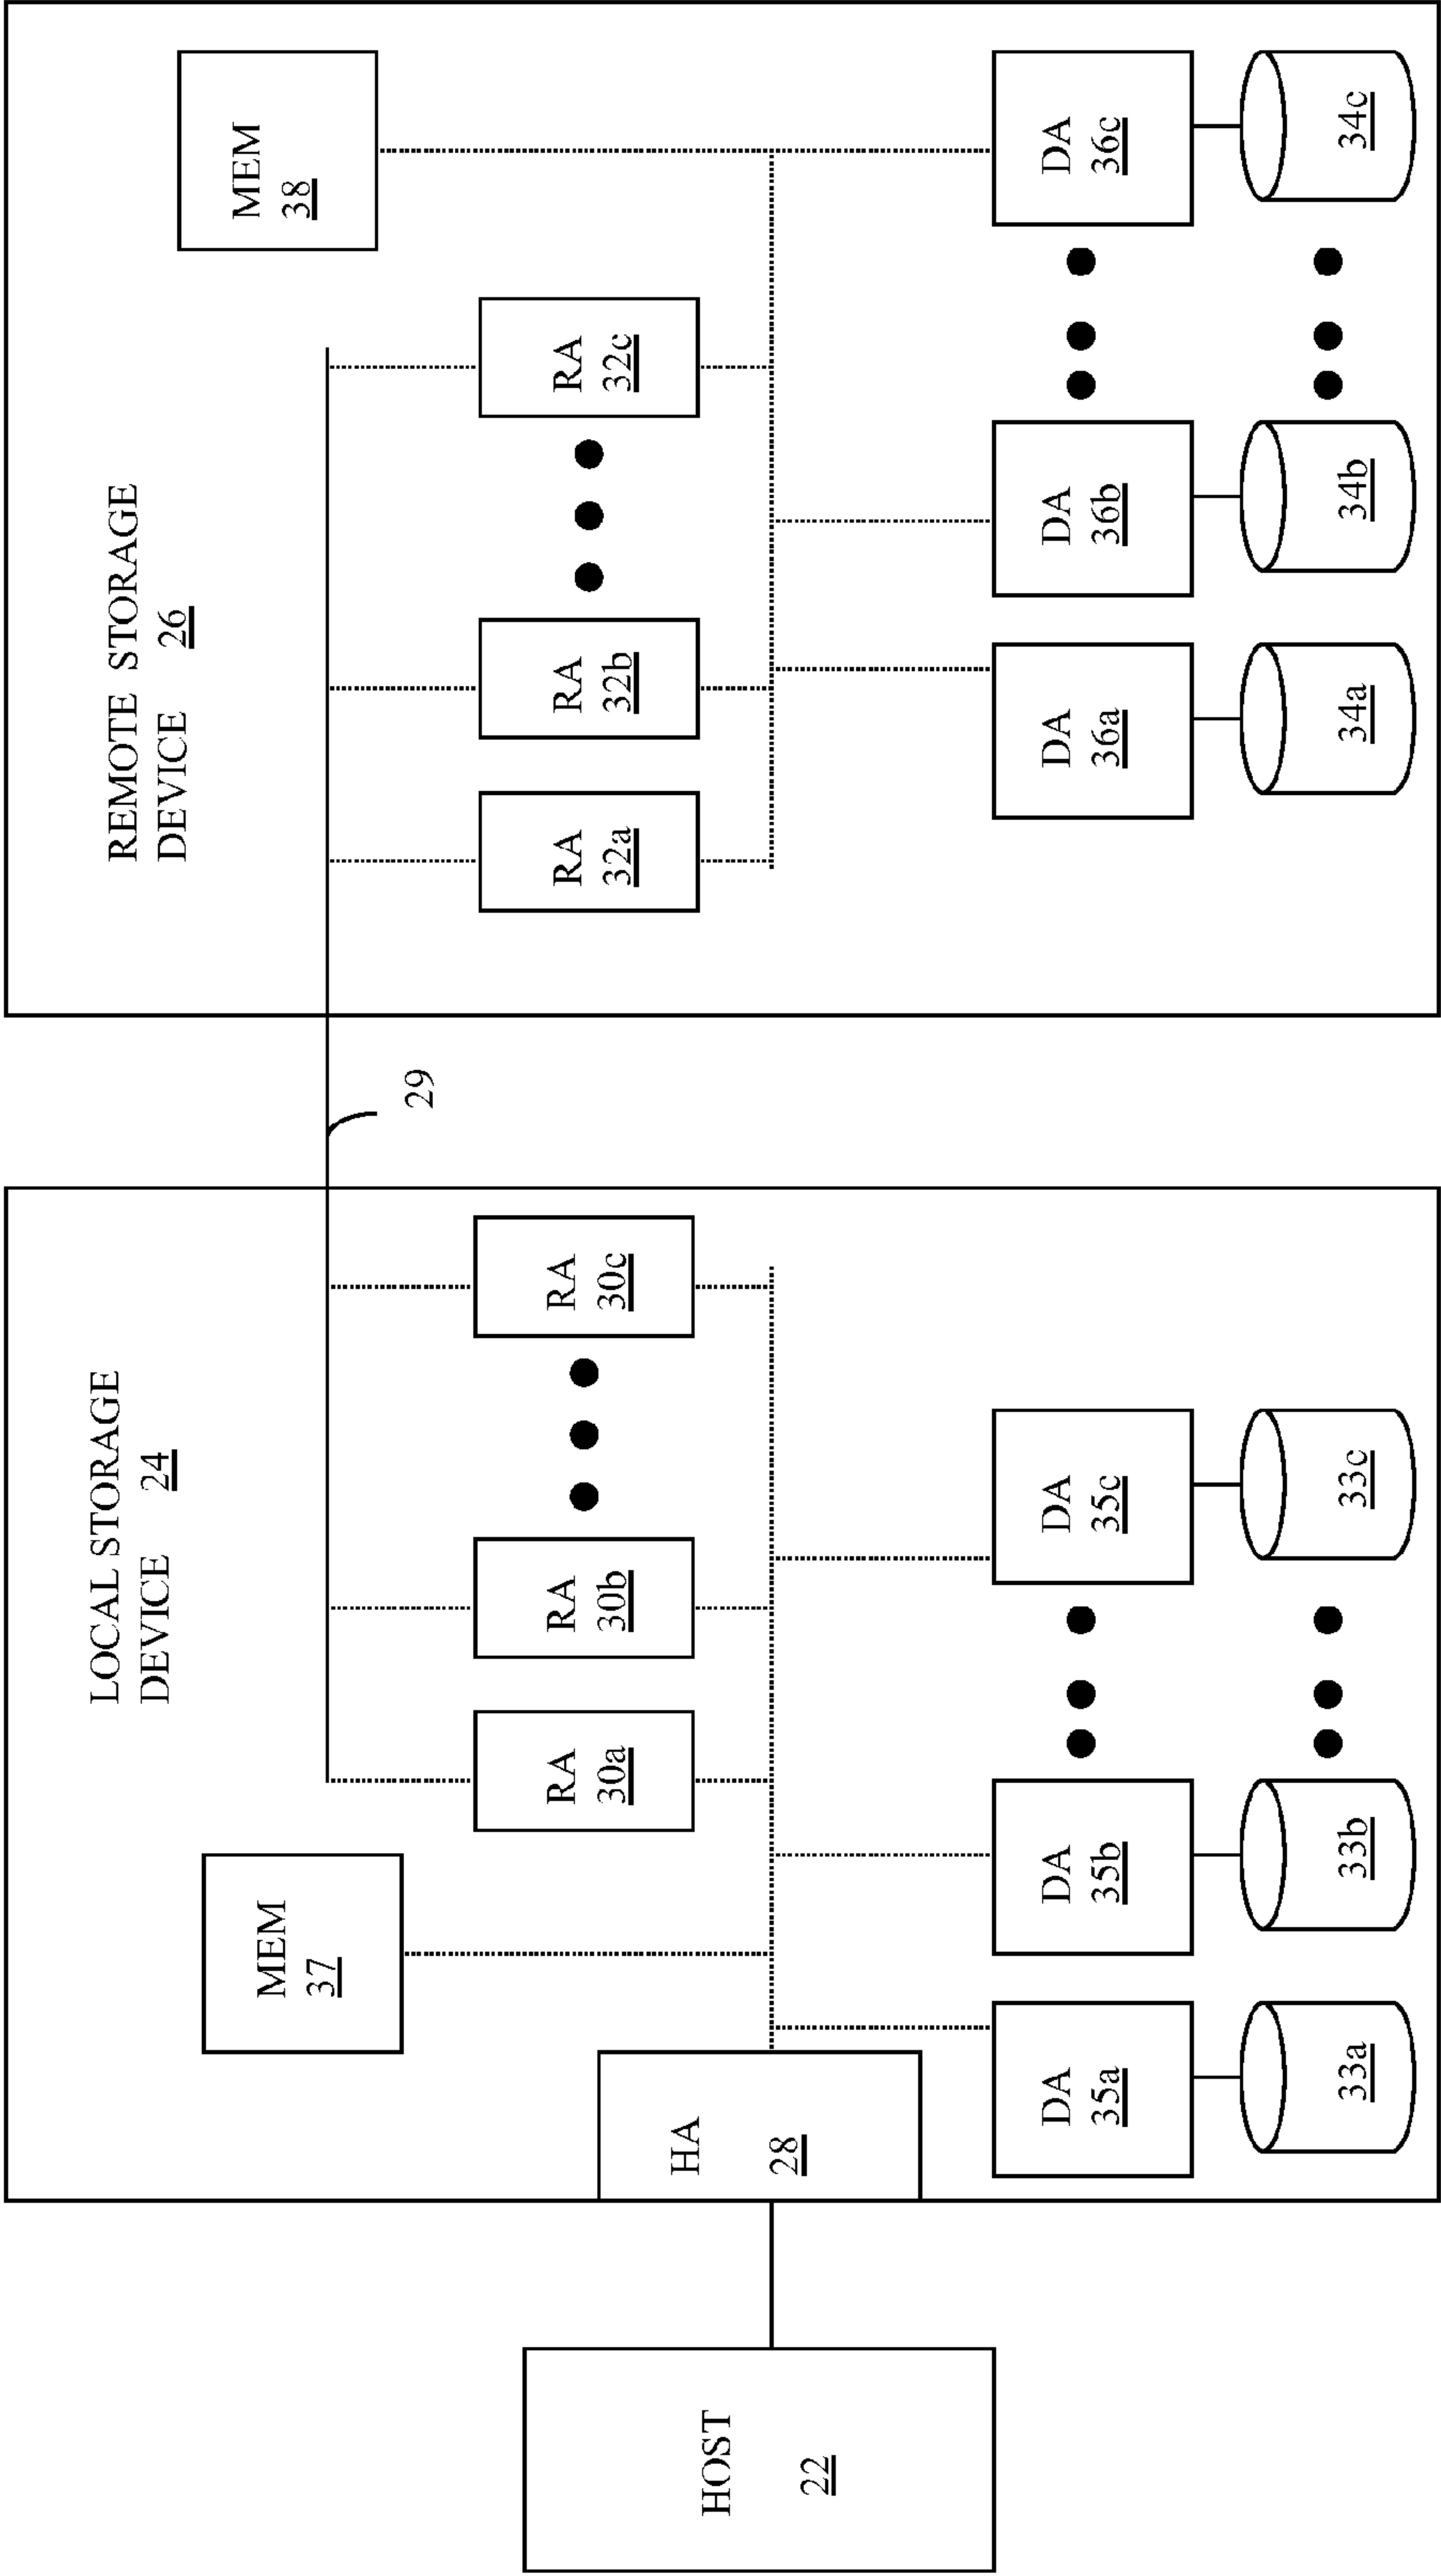 HOST
22
LOCAL STORAGE
DEVICE 24
MEM
37
HA
28
RA
30a
RA
30b
RA
30c
DA
35a
DA
35b
DA
35c
33a
33b
33c
29
REMOTE STORAGE
DEVICE 26
MEM
38
RA
32a
RA
32b
RA
32c
DA
36a
DA
36b
DA
36c
34a
34b
34c